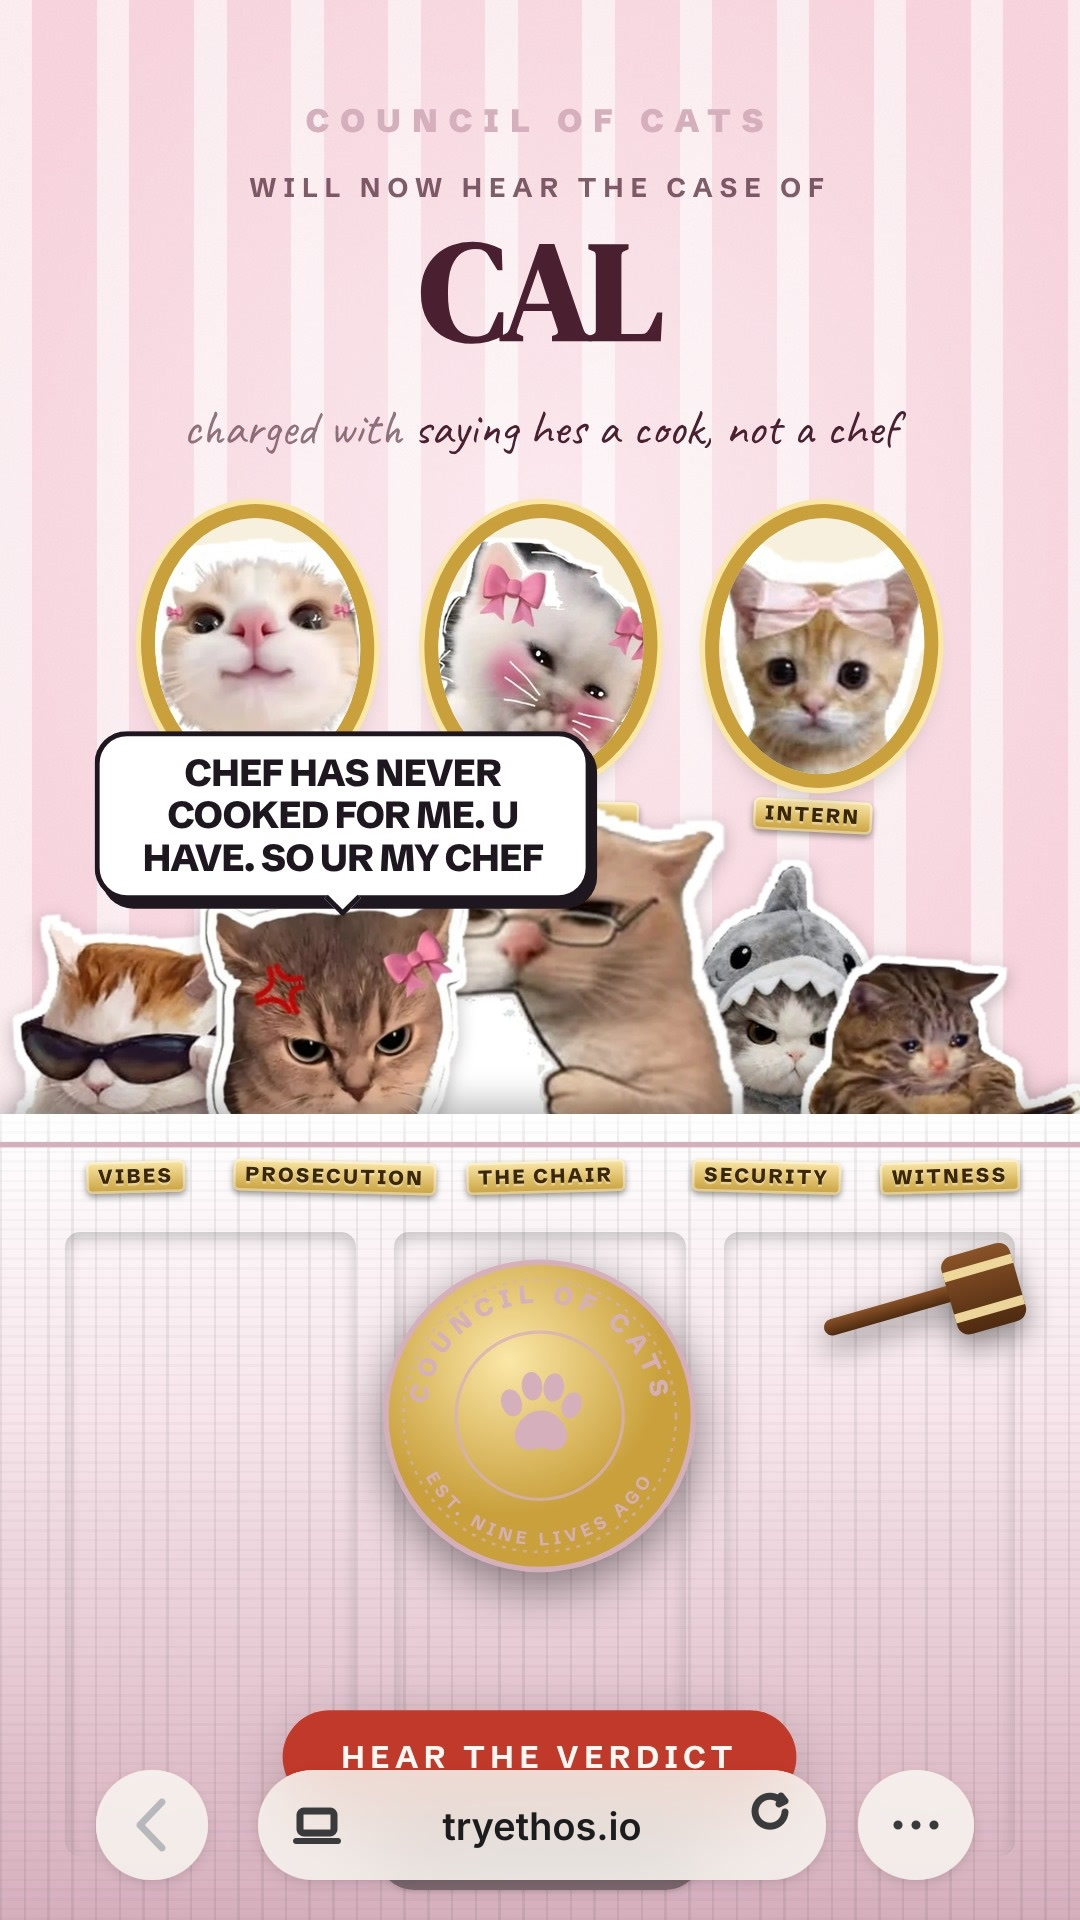 COUNCIL OF CATS
WILL NOW HEAR THE CASE OF
CAL
charged with saying hes a cook, not a chef
CHEF HAS NEVER
COOKED FOR ME. U
HAVE. SO UR MY CHEF
INTERN
VIBES
PROSECUTION
THE CHAIR
SECURITY
WITNESS
COUNCIL OF CATS
EST. NINE LIVES AGO
HEAR THE VERDICT
tryethos.io